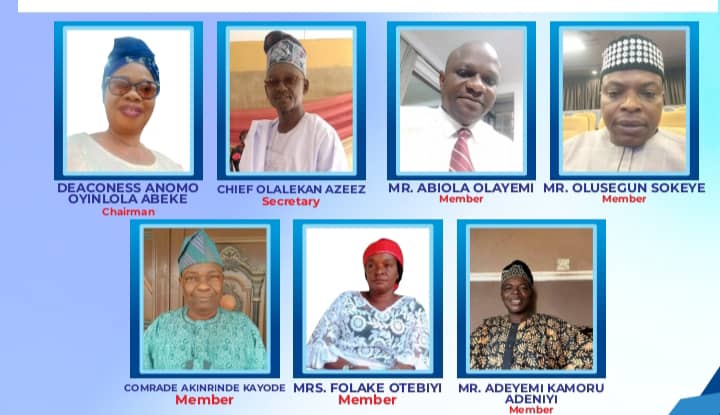 DEACONESS ANOMO
OYINLOLA ABEKE
Chairman
CHIEF OLALEKAN AZEEZ
Secretary
MR. ABIOLA OLAYEMI
Member
MR. OLUSEGUN SOKEYE
Member
COMRADE AKINRINDE KAYODE
Member
MRS. FOLAKE OTEBIYI
Member
MR. ADEYEMI KAMORU
ADENIYI
Member